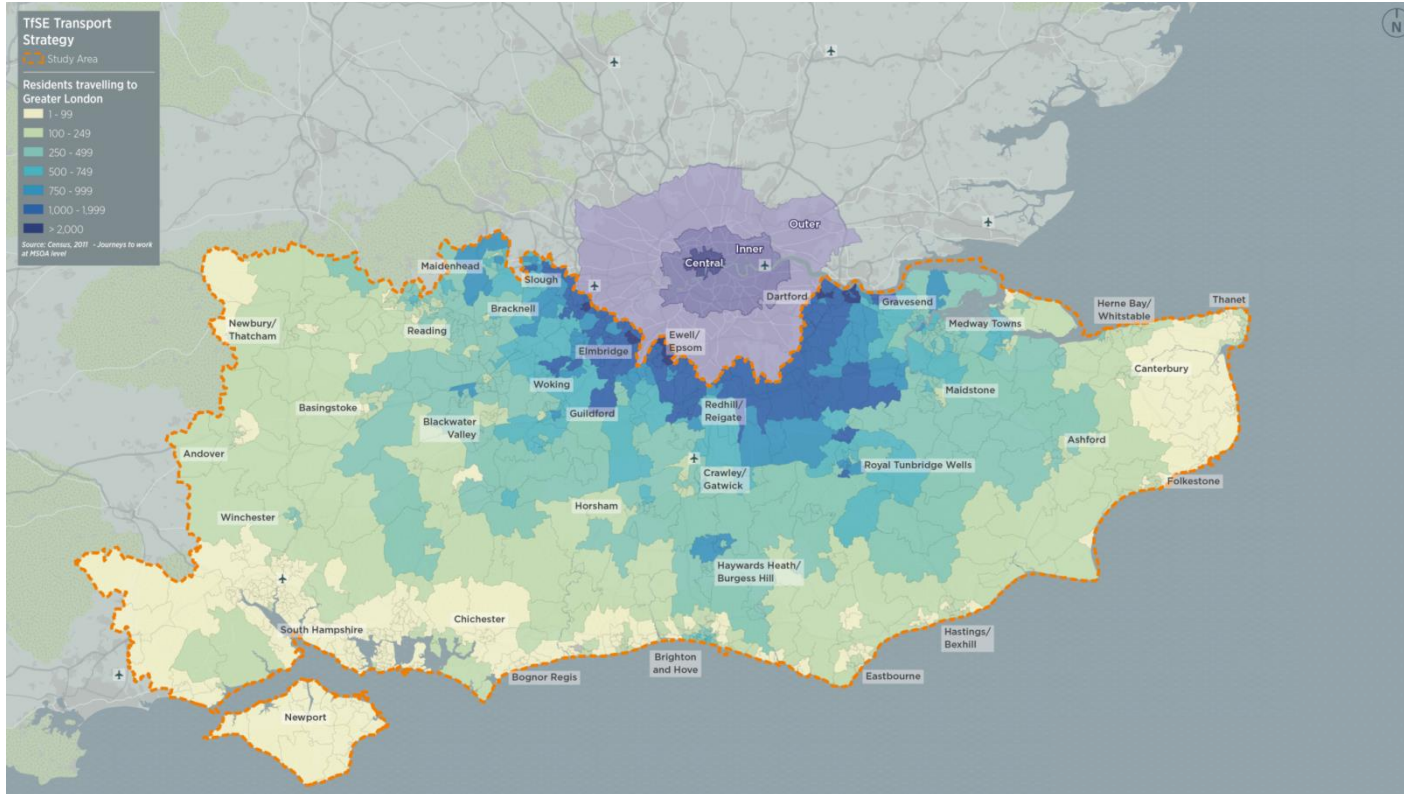 TfSE Transport
Strategy
Study Area
Residents travelling to
Greater London
1 - 99
100 - 249
250 - 499
500 - 749
750 - 999
1,000 - 1,999
> 2,000
Source: Census, 2011 - Journeys to work
at MSOA level
N
Outer
Inner
Central
Maidenhead
Slough
Dartford
Gravesend
Herne Bay/
Whitstable
Thanet
Bracknell
Newbury/
Thatcham
Reading
Medway Towns
Ewell/
Epsom
Elmbridge
Canterbury
Woking
Maidstone
Basingstoke
Guildford
Redhill/
Reigate
Blackwater
Valley
Ashford
Andover
Royal Tunbridge Wells
Crawley/
Gatwick
Folkestone
Horsham
Winchester
Haywards Heath/
Burgess Hill
Chichester
South Hampshire
Hastings/
Bexhill
Brighton
and Hove
Bognor Regis
Eastbourne
Newport